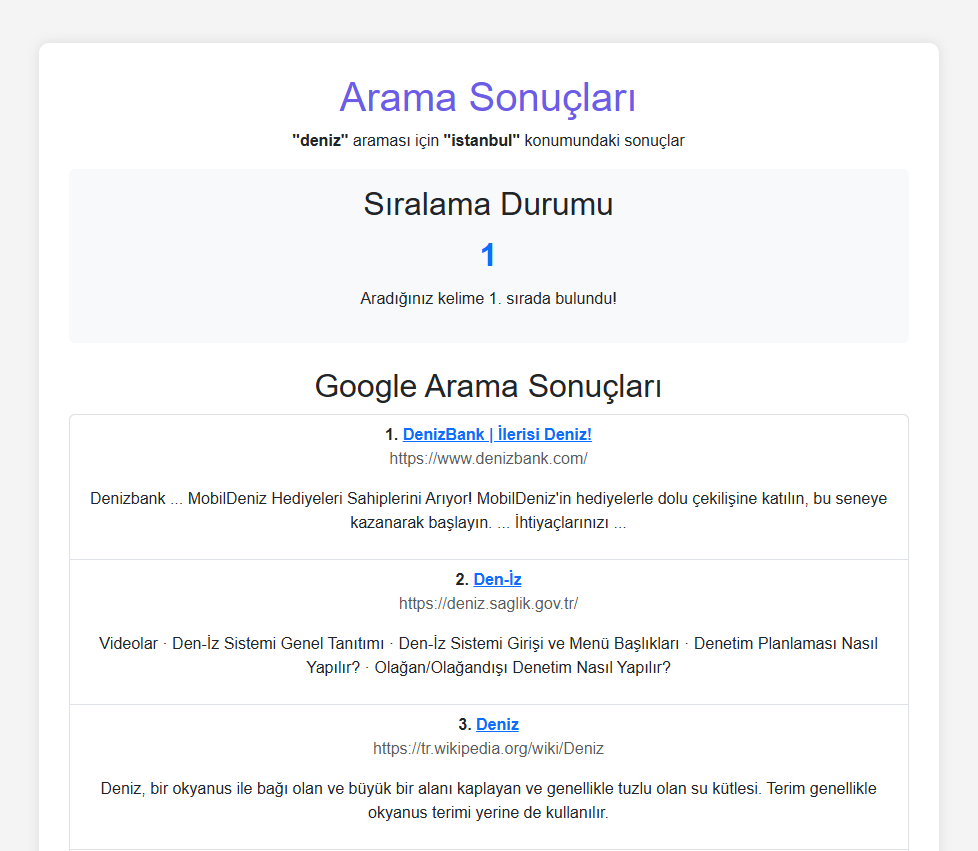 Arama Sonuçları
"deniz" araması için "istanbul" konumundaki sonuçlar
Sıralama Durumu
1
Aradığınız kelime 1. sırada bulundu!
Google Arama Sonuçları
1. DenizBank | İlerisi Deniz!
https://www.denizbank.com/
Denizbank ... MobilDeniz Hediyeleri Sahiplerini Arıyor! MobilDeniz'in hediyelerle dolu çekilişine katılın, bu seneye
kazanarak başlayın. ... İhtiyaçlarınızı ...
2. Den-İz
https://deniz.saglik.gov.tr/
Videolar · Den-İz Sistemi Genel Tanıtımı · Den-İz Sistemi Girişi ve Menü Başlıkları · Denetim Planlaması Nasıl
Yapılır? · Olağan/Olağandışı Denetim Nasıl Yapılır?
3. Deniz
https://tr.wikipedia.org/wiki/Deniz
Deniz, bir okyanus ile bağı olan ve büyük bir alanı kaplayan ve genellikle tuzlu olan su kütlesi. Terim genellikle
okyanus terimi yerine de kullanılır.